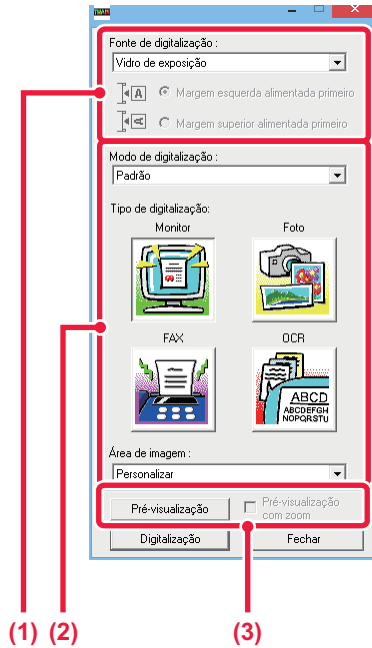 TWAIN
Fonte de digitalização :
Vidro de exposição
A Margem esquerda alimentada primeiro
A Margem superior alimentada primeiro
Modo de digitalização :
Padrão
Tipo de digitalização:
Monitor Foto
FAX OCR
ABCD
ABCDEFGH
NOPQRSTU
Área de imagem :
Personalizar
Pré-visualização Pré-visualização com zoom
Digitalização Fechar
(1) (2) (3)